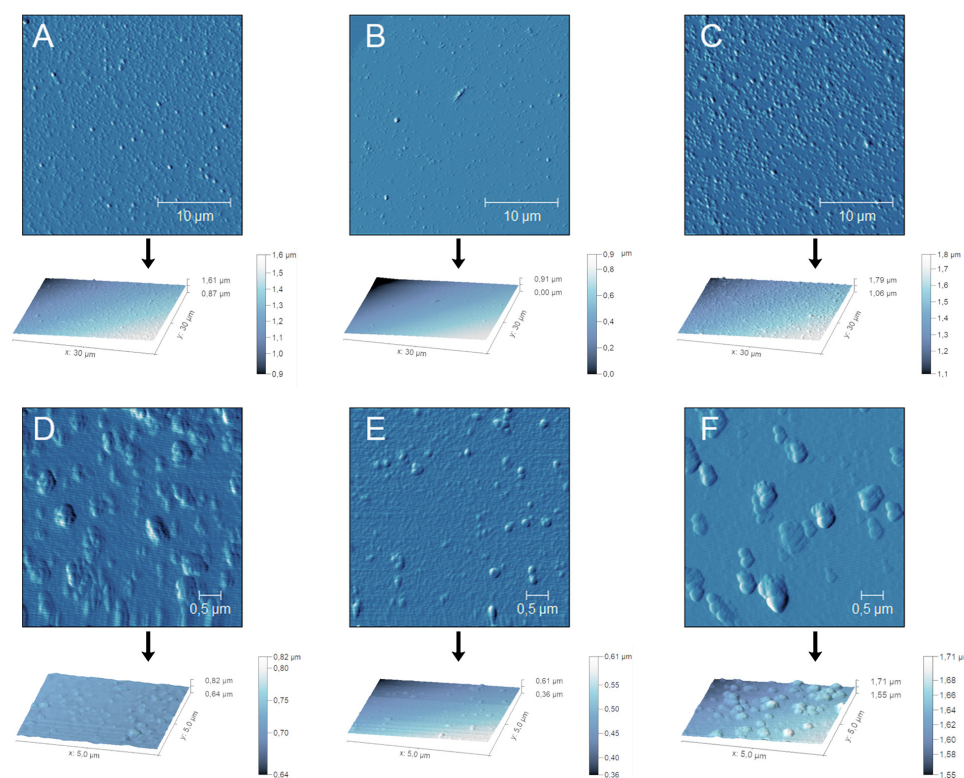 A
B
C
10 µm
10 µm
10 µm
1,6 µm
1,5
1,4
1,3
1,2
1,1
1,0
0,9
1,61 µm
0,87 µm
y: 30 µm
x: 30 µm
0,9 µm
0,8
0,6
0,4
0,2
0,0
0,91 µm
0,00 µm
y: 30 µm
x: 30 µm
1,8 µm
1,7
1,6
1,5
1,4
1,3
1,2
1,1
1,79 µm
1,06 µm
y: 30 µm
x: 30 µm
D
E
F
0,5 µm
0,5 µm
0,5 µm
0,82 µm
0,80
0,75
0,70
0,64
0,82 µm
0,64 µm
y: 5,0 µm
x: 5,0 µm
0,61 µm
0,55
0,50
0,45
0,40
0,36
0,61 µm
0,36 µm
y: 5,0 µm
x: 5,0 µm
1,71 µm
1,68
1,66
1,64
1,62
1,60
1,58
1,55
1,71 µm
1,55 µm
y: 5,0 µm
x: 5,0 µm